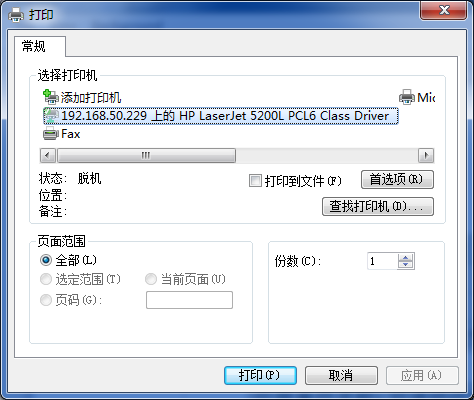 打印
常规
选择打印机
添加打印机
Mic
192.168.50.229 上的 HP LaserJet 5200L PCL6 Class Driver
Fax
状态: 脱机
打印到文件(F)
首选项(R)
位置:
备注:
查找打印机(D)...
页面范围
全部(L)
选定范围(T)
当前页面(U)
页码(G):
份数(C):
1
打印(P)
取消
应用(A)